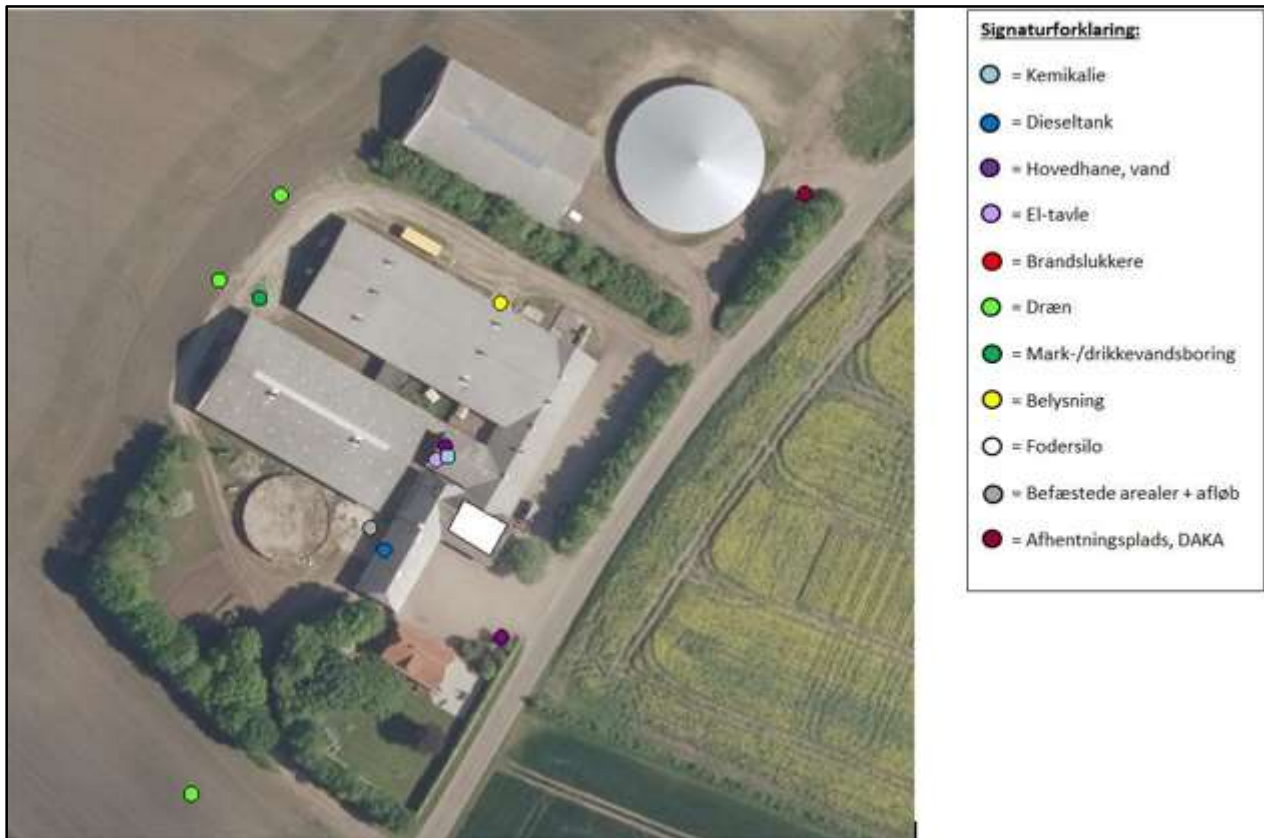 Signaturforklaring:
= Kemikalie
= Dieseltank
= Hovedhane, vand
= El-tavle
= Brandslukkere
= Dræn
= Mark-/drikkevandsboring
= Belysning
= Fodersilo
= Befæstede arealer + afløb
= Afhentningsplads, DAKA